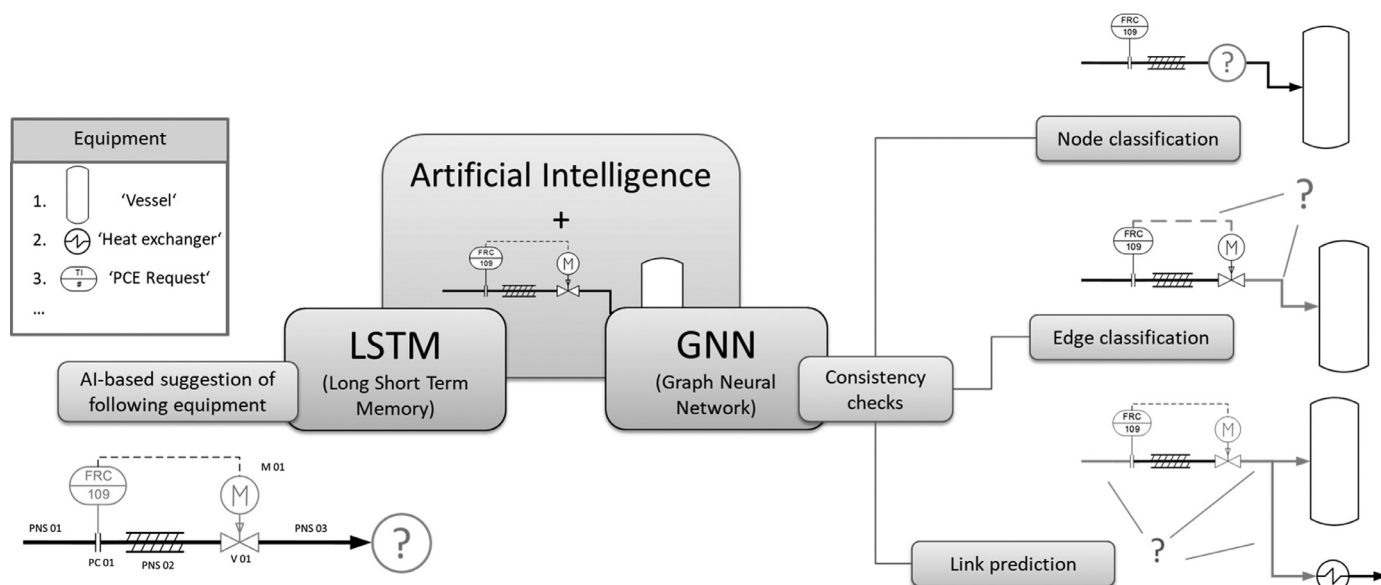 Equipment
1. 'Vessel'
2. 'Heat exchanger'
3. TI # 'PCE Request'
...
Artificial Intelligence
+
FRC
109
M
LSTM
(Long Short Term
Memory)
GNN
(Graph Neural
Network)
AI-based suggestion of
following equipment
Consistency
checks
FRC
109
M
M 01
PNS 01
PC 01
PNS 02
V 01
PNS 03
?
FRC
109
?
Node classification
?
FRC
109
M
Edge classification
FRC
109
M
?
Link prediction